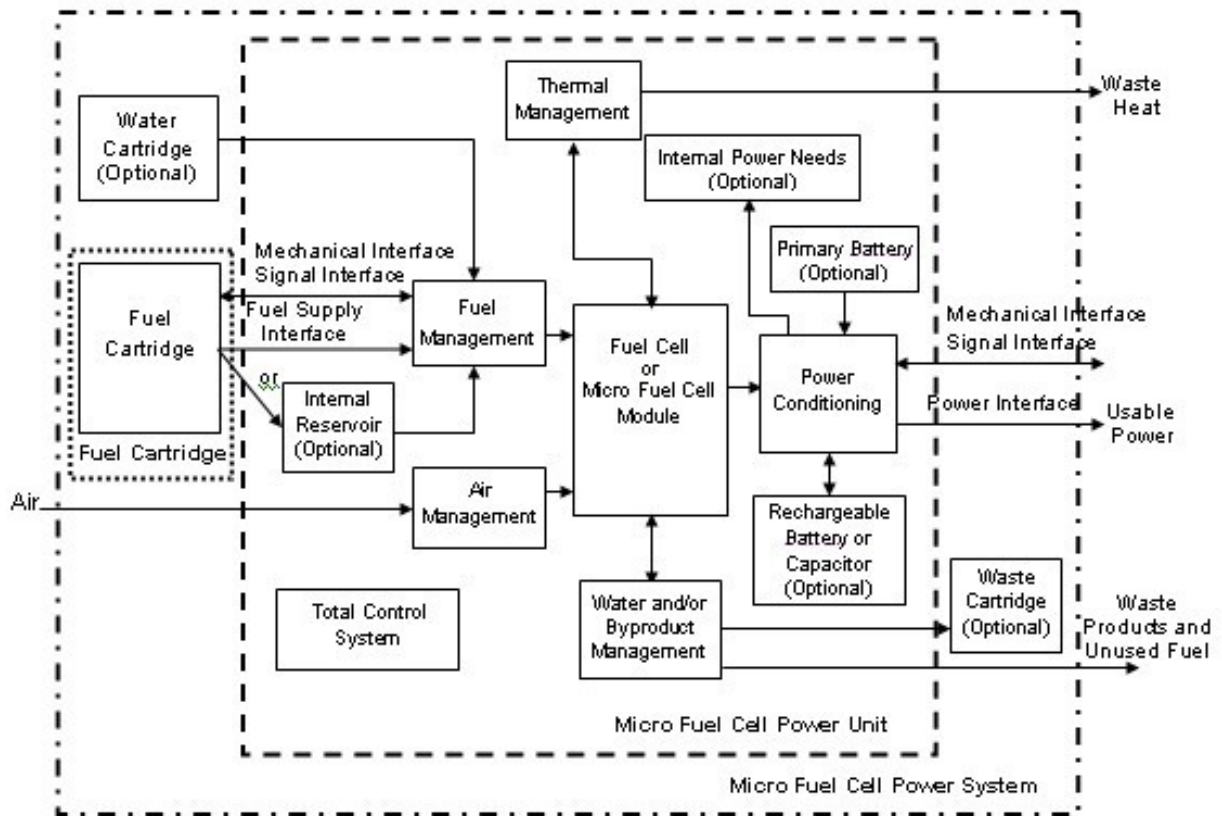 Thermal
Management
Waste
Heat
Water
Cartridge
(Optional)
Internal Power Needs
(Optional)
Primary Battery
(Optional)
Mechanical Interface
Signal Interface
Fuel Supply
Interface
Fuel
Cartridge
Fuel Cartridge
or
Internal
Reservoir
(Optional)
Fuel
Management
Fuel Cell
or
Micro Fuel Cell
Module
Power
Conditioning
Mechanical Interface
Signal Interface
Power Interface
Usable
Power
Air
Air
Management
Rechargeable
Battery or
Capacitor
(Optional)
Total Control
System
Water and/or
Byproduct
Management
Waste
Cartridge
(Optional)
Waste
Products and
Unused Fuel
Micro Fuel Cell Power Unit
Micro Fuel Cell Power System